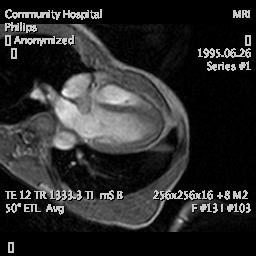 Community Hospital MRI
Philips
[] Anonymized []
[] 1995.06.26
Series #1
TE 12 TR 1333.3 TI mS B 256x256x16 +8 M2
50° ETL Avg F #13 I #103
[]